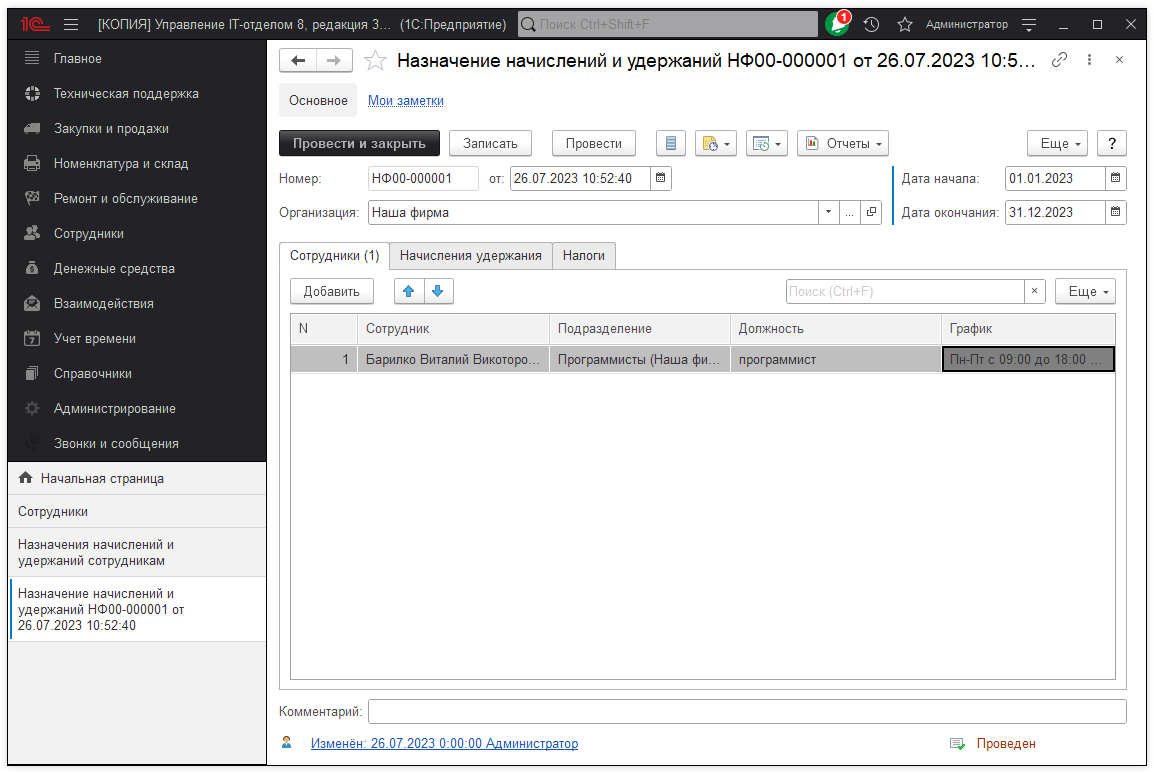 1С [КОПИЯ] Управление IT-отделом 8, редакция 3... (1С:Предприятие) Поиск Ctrl+Shift+F 1 Администратор
Главное
Техническая поддержка
Закупки и продажи
Номенклатура и склад
Ремонт и обслуживание
Сотрудники
Денежные средства
Взаимодействия
7 Учет времени
Справочники
Администрирование
Звонки и сообщения
Начальная страница
Сотрудники
Назначения начислений и
удержаний сотрудникам
Назначение начислений и
удержаний НФ00-000001 от
26.07.2023 10:52:40
Назначение начислений и удержаний НФ00-000001 от 26.07.2023 10:5...
Основное Мои заметки
Провести и закрыть Записать Провести Отчеты Еще ?
Номер: НФ00-000001 от: 26.07.2023 10:52:40 Дата начала: 01.01.2023
Организация: Наша фирма ... Дата окончания: 31.12.2023
Сотрудники (1) Начисления удержания Налоги
Добавить Поиск (Ctrl+F) × Еще
N Сотрудник Подразделение Должность График
1 Барилко Виталий Викоторо... Программисты (Наша фи... программист Пн-Пт с 09:00 до 18:00 ...
Комментарий:
Изменён: 26.07.2023 0:00:00 Администратор Проведен